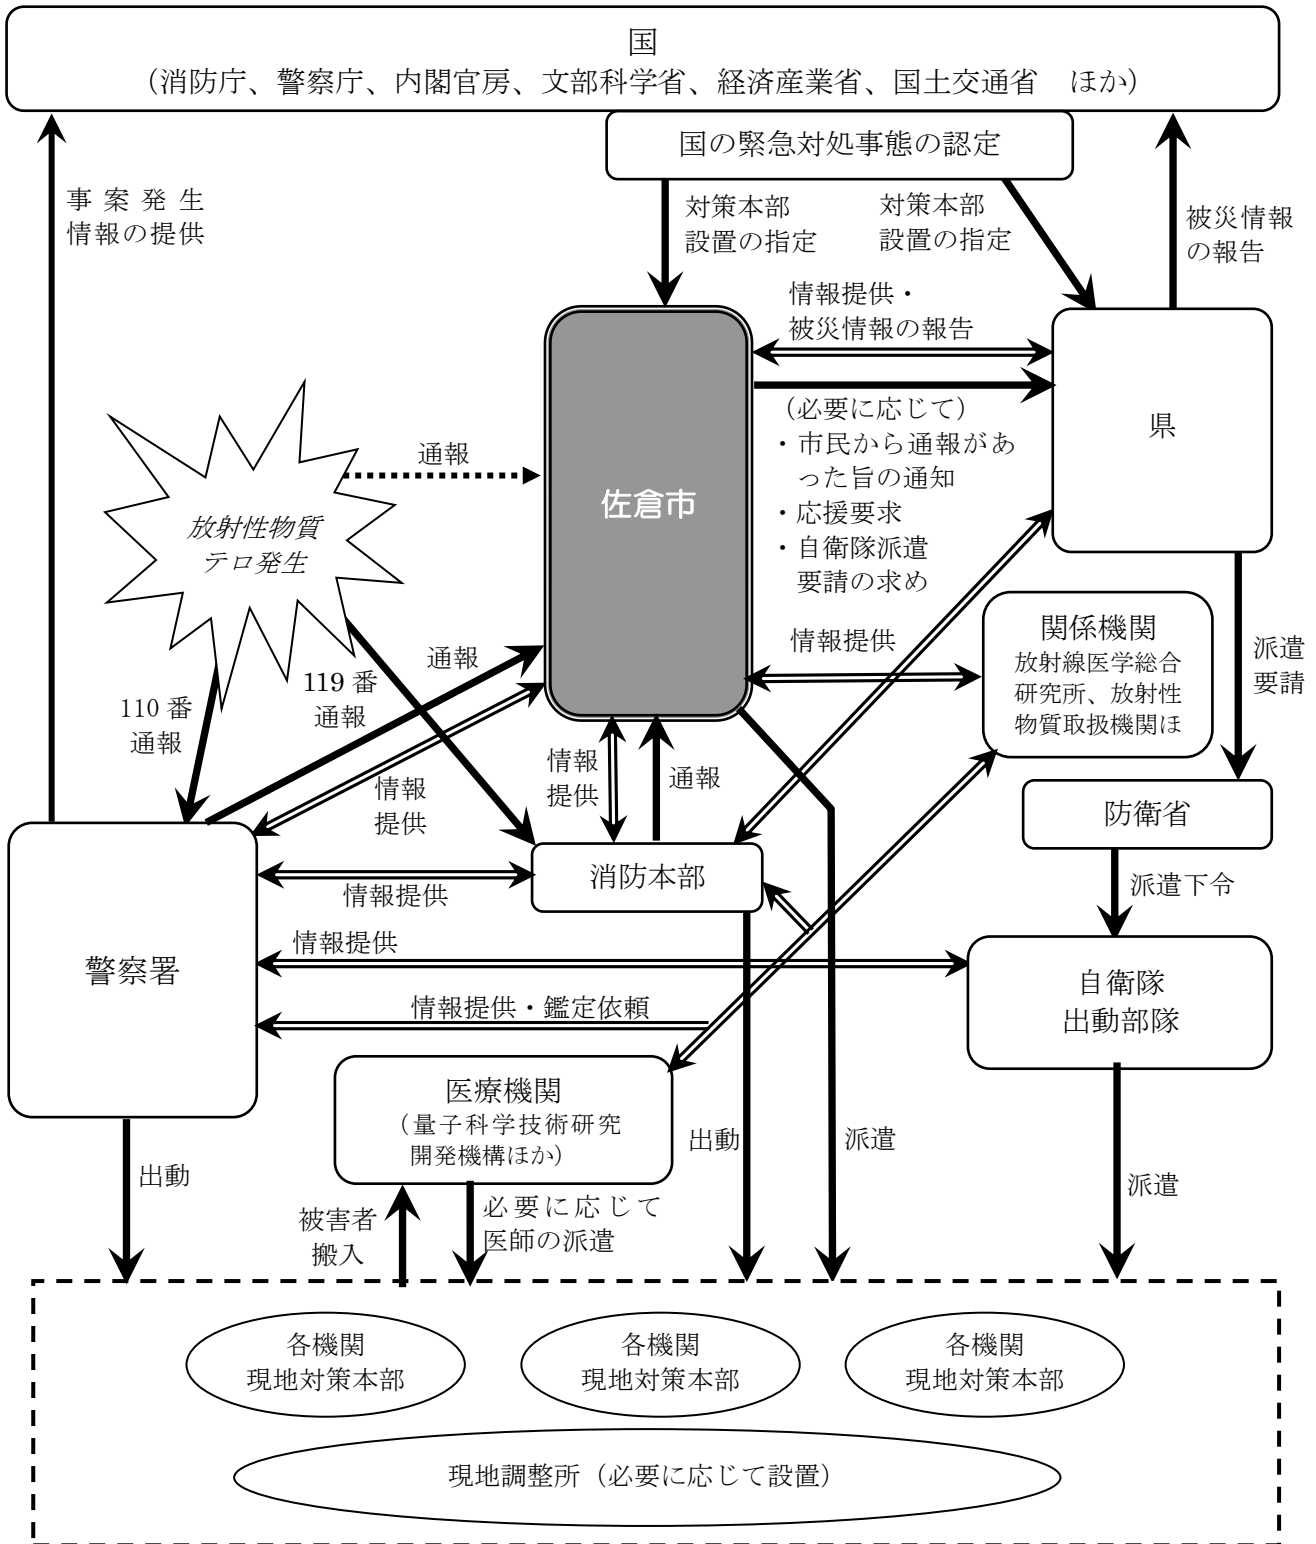 国
（消防庁、警察庁、内閣官房、文部科学省、経済産業省、国土交通省　ほか）
国の緊急対処事態の認定
事案発生
情報の提供
対策本部
設置の指定
対策本部
設置の指定
被災情報
の報告
情報提供・
被災情報の報告
（必要に応じて）
・市民から通報があ
った旨の通知
・応援要求
・自衛隊派遣
要請の求め
県
通報
佐倉市
放射性物質
テロ発生
情報提供
関係機関
放射線医学総合
研究所、放射性
物質取扱機関ほ
派遣
要請
通報
119 番
通報
110 番
通報
情報
提供
情報
提供
通報
防衛省
派遣下令
消防本部
情報提供
警察署
情報提供
自衛隊
出動部隊
情報提供・鑑定依頼
医療機関
（量子科学技術研究
開発機構ほか）
出動
派遣
出動
派遣
被害者
搬入
必要に応じて
医師の派遣
各機関
現地対策本部
各機関
現地対策本部
各機関
現地対策本部
現地調整所（必要に応じて設置）